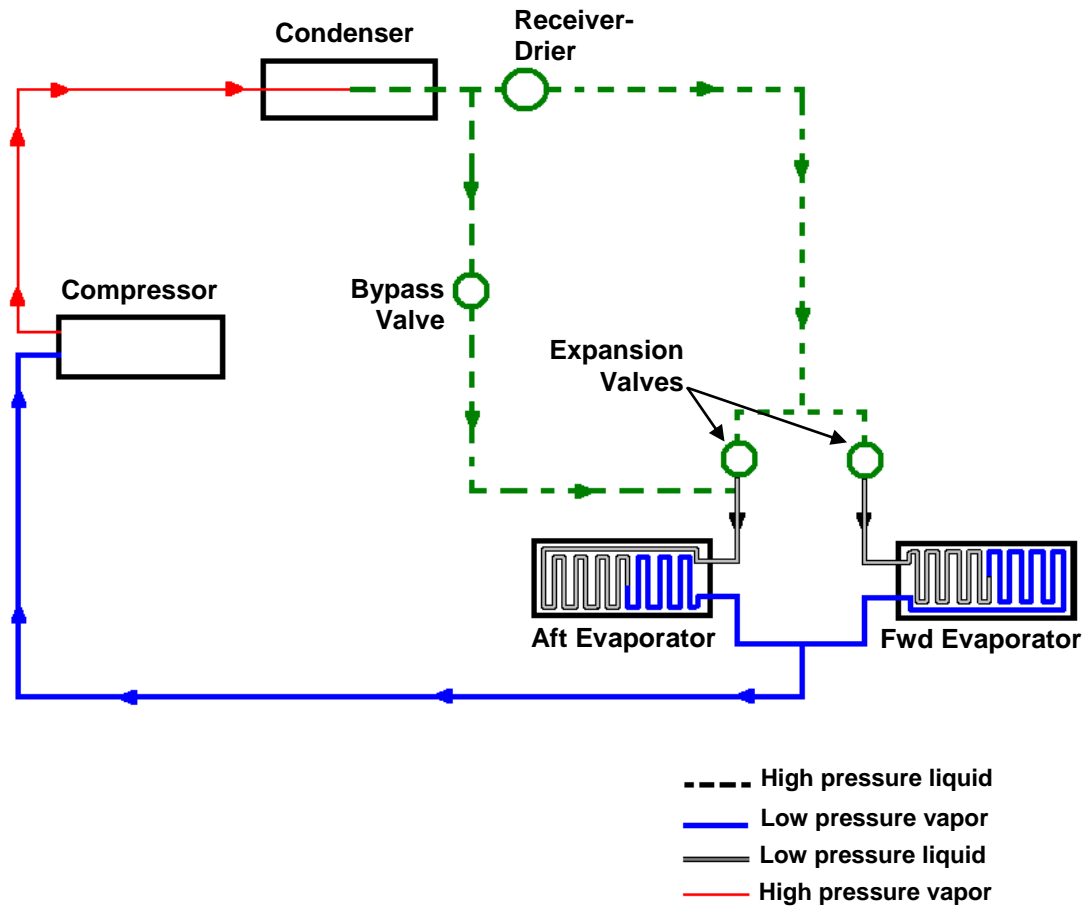 Receiver-
Drier
Condenser
Compressor
Bypass
Valve
Expansion
Valves
Aft Evaporator
Fwd Evaporator
High pressure liquid
Low pressure vapor
Low pressure liquid
High pressure vapor